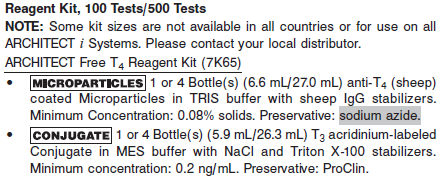 Reagent Kit, 100 Tests/500 Tests
NOTE: Some kit sizes are not available in all countries or for use on all
ARCHITECT i Systems. Please contact your local distributor.
ARCHITECT Free T4 Reagent Kit (7K65)
• MICROPARTICLES 1 or 4 Bottle(s) (6.6 mL/27.0 mL) anti-T4 (sheep)
coated Microparticles in TRIS buffer with sheep IgG stabilizers.
Minimum Concentration: 0.08% solids. Preservative: sodium azide.
• CONJUGATE 1 or 4 Bottle(s) (5.9 mL/26.3 mL) T3 acridinium-labeled
Conjugate in MES buffer with NaCl and Triton X-100 stabilizers.
Minimum concentration: 0.2 ng/mL. Preservative: ProClin.